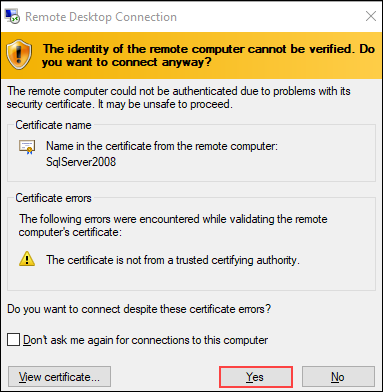 Remote Desktop Connection
The identity of the remote computer cannot be verified. Do
you want to connect anyway?
The remote computer could not be authenticated due to problems with its
security certificate. It may be unsafe to proceed.
Certificate name
Name in the certificate from the remote computer:
SqlServer2008
Certificate errors
The following errors were encountered while validating the remote
computer's certificate:
The certificate is not from a trusted certifying authority.
Do you want to connect despite these certificate errors?
Don't ask me again for connections to this computer
View certificate... Yes No